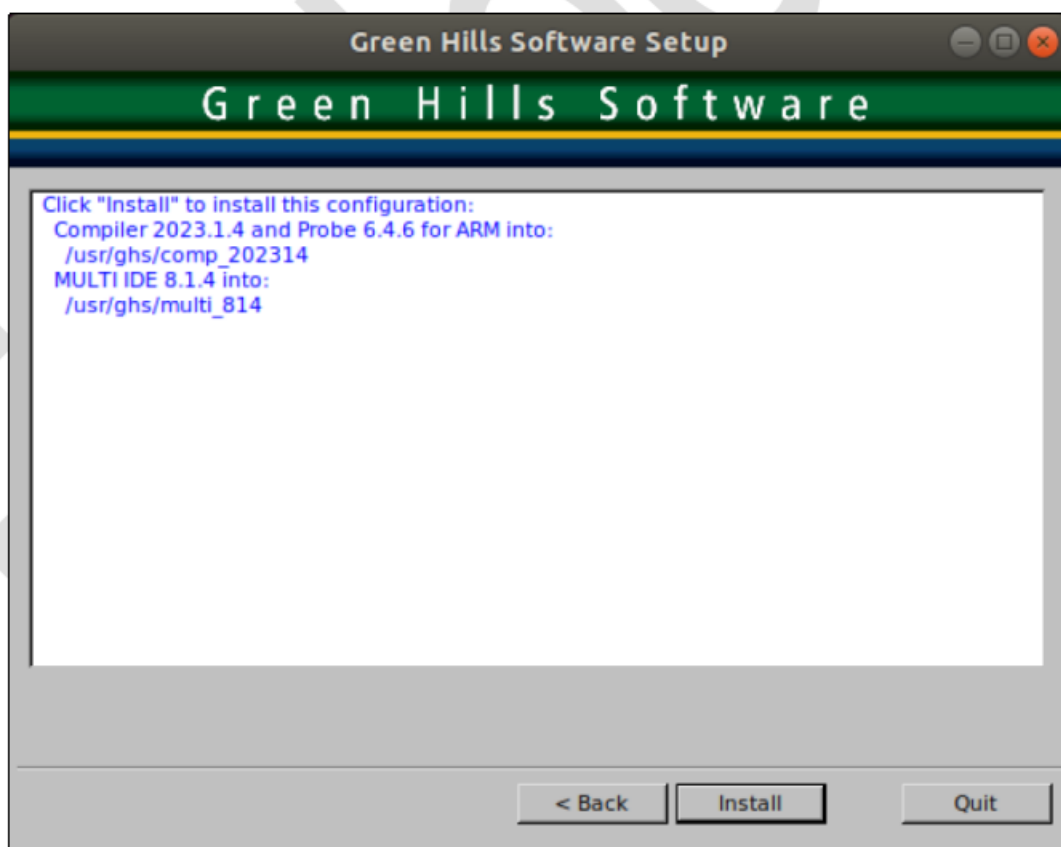 Green Hills Software Setup
Green Hills Software
Click "Install" to install this configuration:
Compiler 2023.1.4 and Probe 6.4.6 for ARM into:
/usr/ghs/comp_202314
MULTI IDE 8.1.4 into:
/usr/ghs/multi_814
< Back
Install
Quit